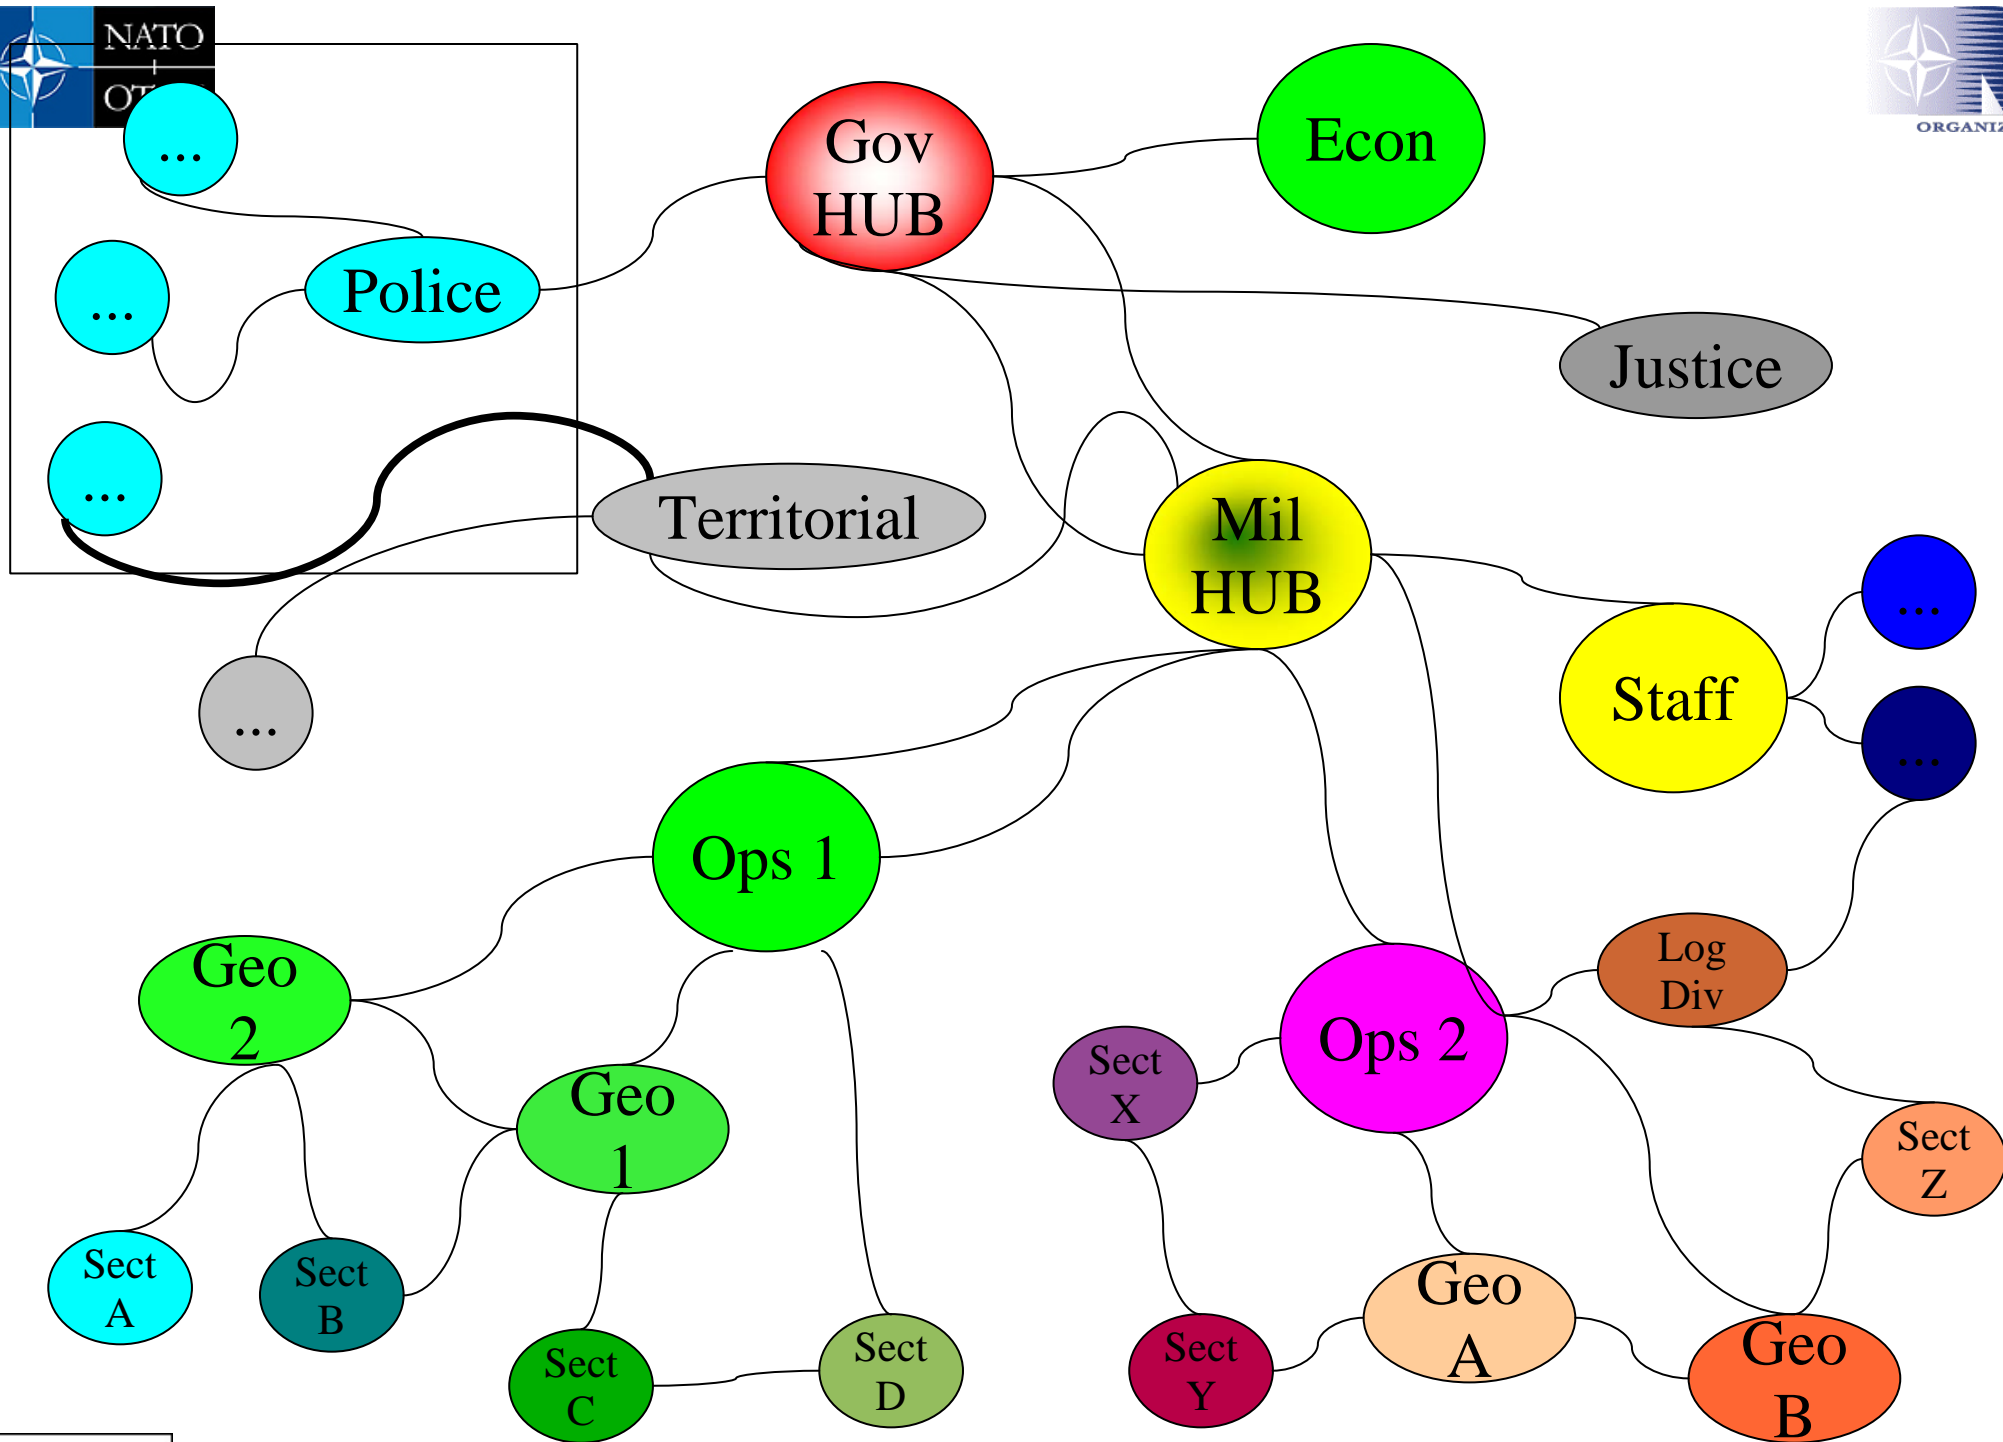 NATO
OT
ORGANIZ
...
Gov
HUB
Econ
...
Police
Justice
...
Territorial
Mil
HUB
...
Staff
...
...
Ops 1
Geo
2
Log
Div
Ops 2
Sect
X
Geo
1
Sect
Z
Sect
A
Sect
B
Geo
A
Sect
C
Sect
D
Sect
Y
Geo
B